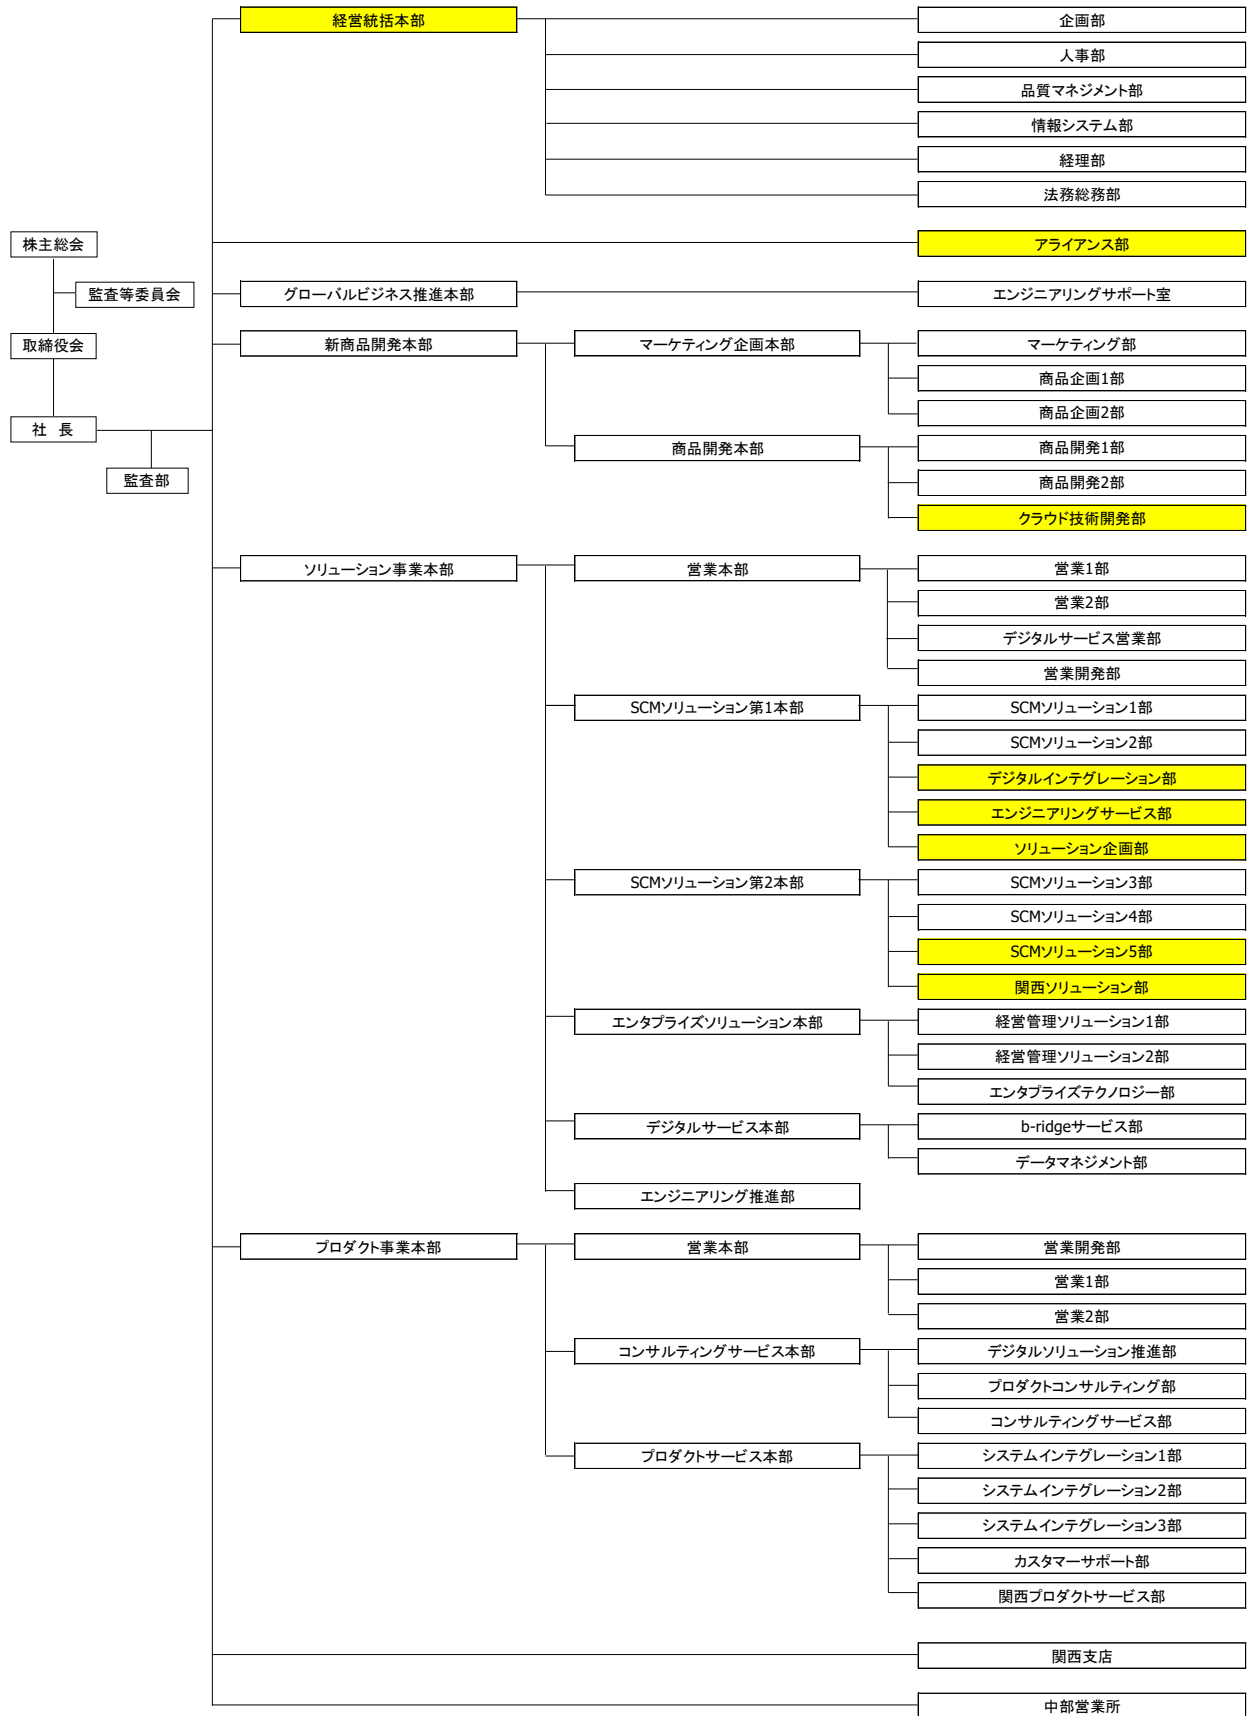 経営統括本部
企画部
人事部
品質マネジメント部
情報システム部
経理部
法務総務部
株主総会
監査等委員会
取締役会
社 長
監査部
アライアンス部
グローバルビジネス推進本部
エンジニアリングサポート室
新商品開発本部
マーケティング企画本部
マーケティング部
商品企画1部
商品企画2部
商品開発本部
商品開発1部
商品開発2部
クラウド技術開発部
ソリューション事業本部
営業本部
営業1部
営業2部
デジタルサービス営業部
営業開発部
SCMソリューション第1本部
SCMソリューション1部
SCMソリューション2部
デジタルインテグレーション部
エンジニアリングサービス部
ソリューション企画部
SCMソリューション第2本部
SCMソリューション3部
SCMソリューション4部
SCMソリューション5部
関西ソリューション部
エンタプライズソリューション本部
経営管理ソリューション1部
経営管理ソリューション2部
エンタプライズテクノロジー部
デジタルサービス本部
b-ridgeサービス部
データマネジメント部
エンジニアリング推進部
プロダクト事業本部
営業本部
営業開発部
営業1部
営業2部
コンサルティングサービス本部
デジタルソリューション推進部
プロダクトコンサルティング部
コンサルティングサービス部
プロダクトサービス本部
システムインテグレーション1部
システムインテグレーション2部
システムインテグレーション3部
カスタマーサポート部
関西プロダクトサービス部
関西支店
中部営業所